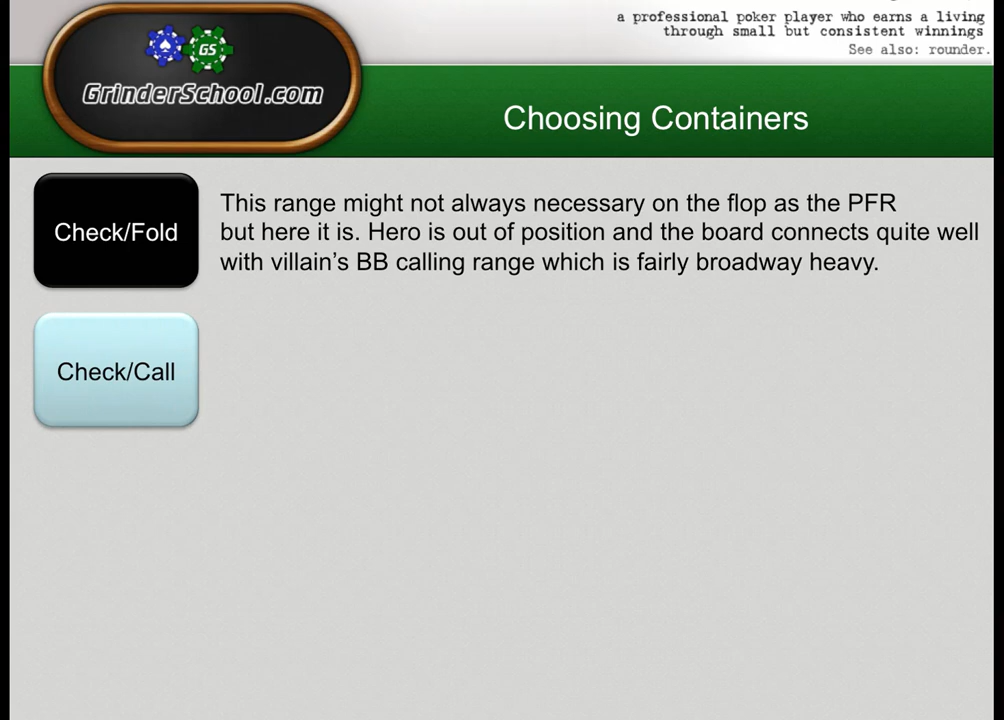 a professional poker player who earns a living
through small but consistent winnings
See also: rounder.
GS
GrinderSchool.com
Choosing Containers
Check/Fold
This range might not always necessary on the flop as the PFR
but here it is. Hero is out of position and the board connects quite well
with villain's BB calling range which is fairly broadway heavy.
Check/Call